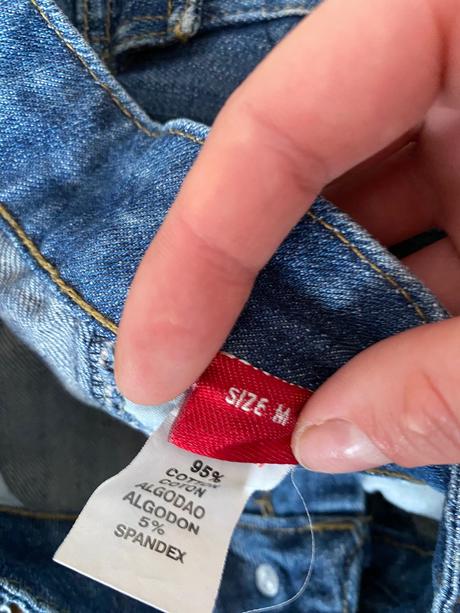 SIZE M
95%
COTTON
COTON
ALGODAO
ALGODON
5%
SPANDEX